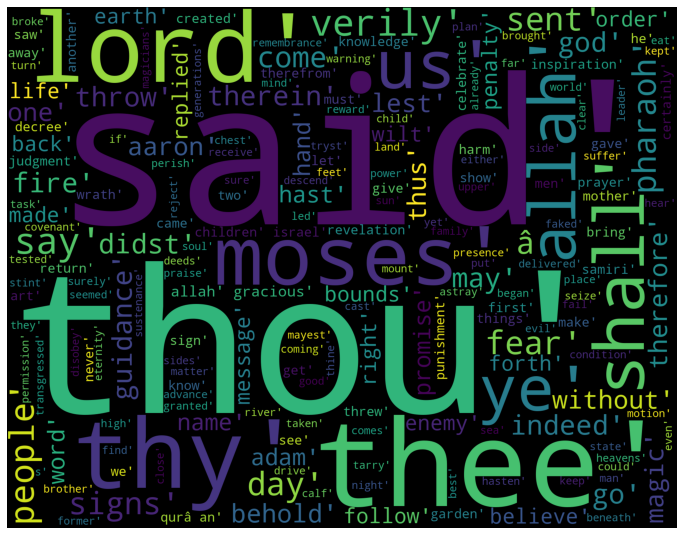 broke'
created'
earth'
another'
saw'
away'
turn'
lord'
us'
verily'
sent'
order'
he'
brought'
eat'
kept'
plan'
already'
world'
far'
clear'
leader'
said'
come'
god'
replied'
magicians'
generations'
remembrance'
knowledge'
warning'
therefrom'
mind'
must'
reward'
child'
celebrate'
penalty'
inspiration'
allah'
pharaoh'
certainly'
life'
one'
throw'
therein'
lest'
decree'
back'
aaron
hand'
if'
chest'
perish'
receive'
let'
tryst'
feet'
land'
wilt'
harm'
power'
either'
side'
gave'
suffer'
judgment'
fire'
wrath'
two'
hast'
sure'
descend'
sun'
give'
show'
upper'
men'
prayer'
mother'
task'
made'
reject'
came'
led'
thus'
yet'
family'
hear'
covenant'
tested'
say'
didst'
children'
israel'
revelation'
moses'
presence'
put'
may'
â
faked'
delivered'
bring'
samiri'
shall'
therefore'
return'
deeds'
soul'
praise'
mount'
stint'
surely'
seemed'
sustenance'
allah'
gracious'
bounds'
astray'
began'
place'
seize'
fail'
art'
they'
permission'
transgressed'
disobey'
never'
eternity'
guidance'
sign'
message'
cast'
right'
promise'
mayest'
coming'
punishment'
first'
things'
evil'
make'
condition'
thou'
sides'
matter'
know'
get'
good'
thine'
fear'
forth'
advance'
granted'
threw'
ye'
without'
people'
word'
s'
high'
river'
name'
taken'
comes'
enemy'
sea'
indeed'
motion'
even'
thy'
thee'
find'
we'
see'
adam'
state'
heavens'
could'
magic'
close'
day'
drive'
tarry'
go'
man'
brother'
signs'
calf'
night'
best'
hasten'
keep'
former'
qurâ an'
behold'
follow'
garden'
believe'
beneath'